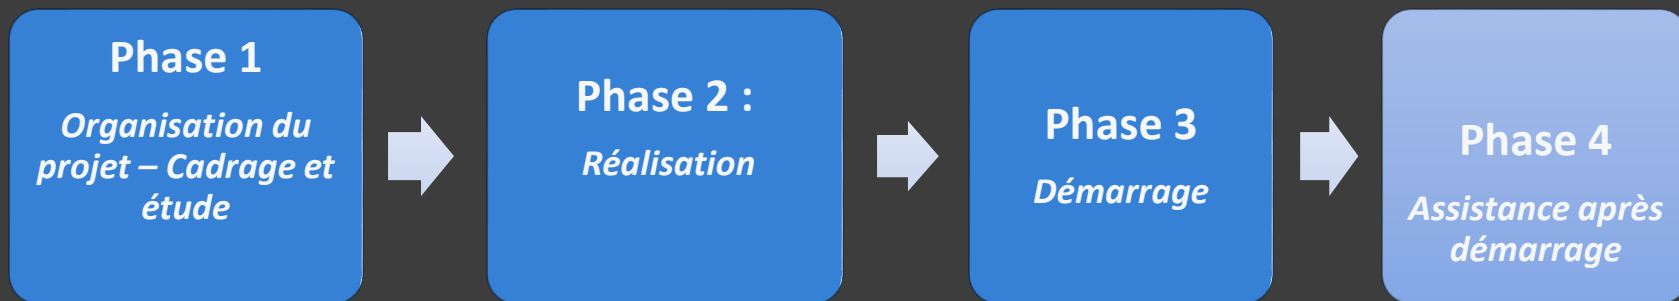 Phase 1
Organisation du
projet – Cadrage et
étude
Phase 2 :
Réalisation
Phase 3
Démarrage
Phase 4
Assistance après
démarrage